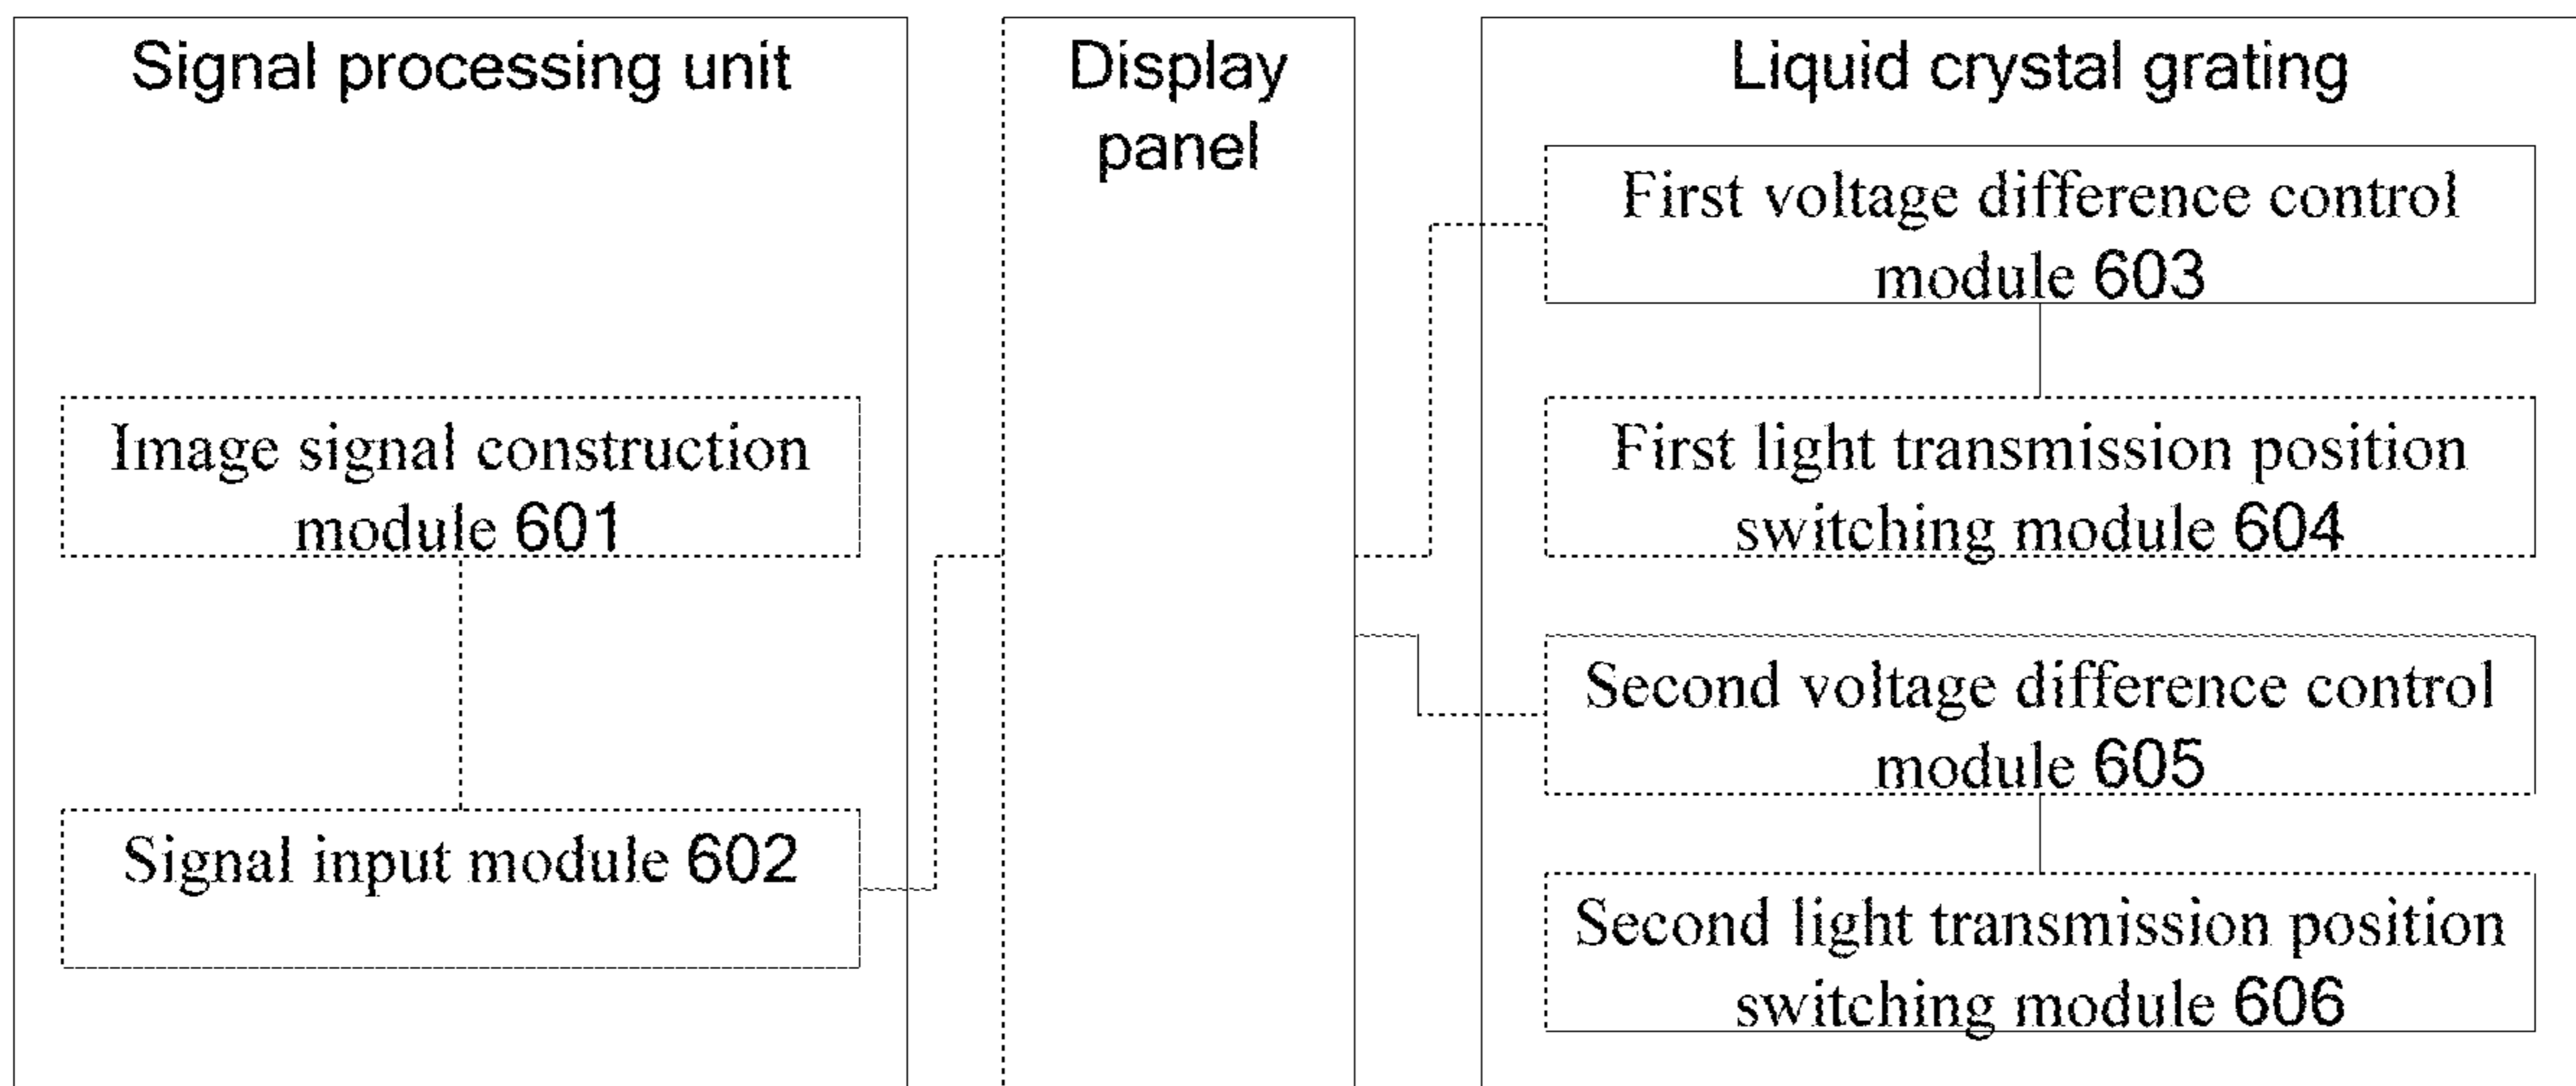 Signal processing unit
Image signal construction
module 601
Signal input module 602
Display
panel
Liquid crystal grating
First voltage difference control
module 603
First light transmission position
switching module 604
Second voltage difference control
module 605
Second light transmission position
switching module 606